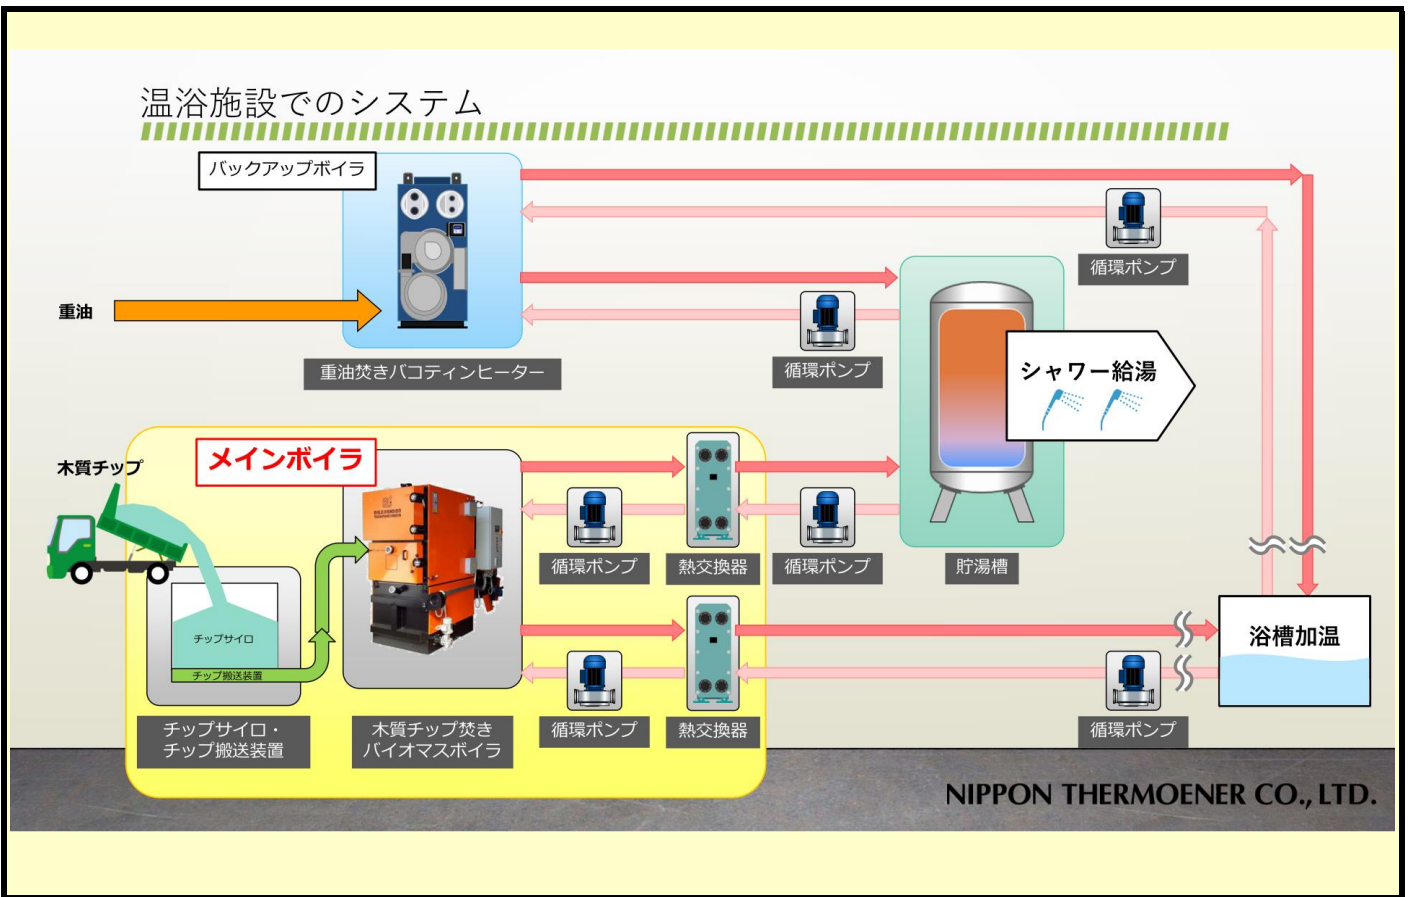 温浴施設でのシステム
バックアップボイラ
循環ポンプ
重油
循環ポンプ
重油焚きバコティンヒーター
シャワー給湯
メインボイラ
木質チップ
循環ポンプ
熱交換器
循環ポンプ
貯湯槽
チップサイロ
チップ搬送装置
浴槽加温
チップサイロ・
チップ搬送装置
木質チップ焚き
バイオマスボイラ
循環ポンプ
熱交換器
循環ポンプ
NIPPON THERMOENER CO., LTD.